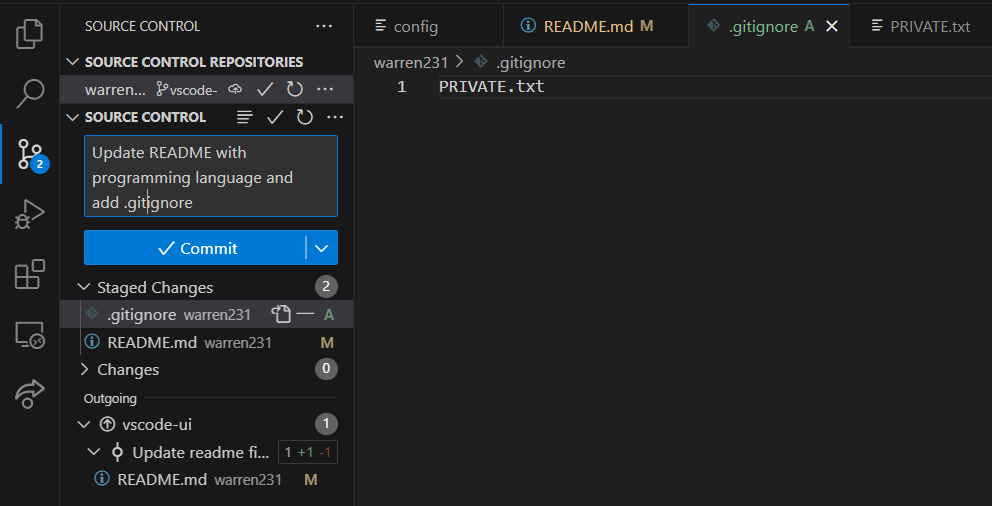 SOURCE CONTROL ...
config
README.md M
.gitignore A
PRIVATE.txt
SOURCE CONTROL REPOSITORIES
warren231 > .gitignore
warren... vscode- ...
1 PRIVATE.txt
SOURCE CONTROL ...
2
Update README with
programming language and
add .gitignore
Commit
Staged Changes 2
.gitignore warren231 A
README.md warren231 M
Changes 0
Outgoing
vscode-ui 1
Update readme fi... 1 +1 -1
README.md warren231 M